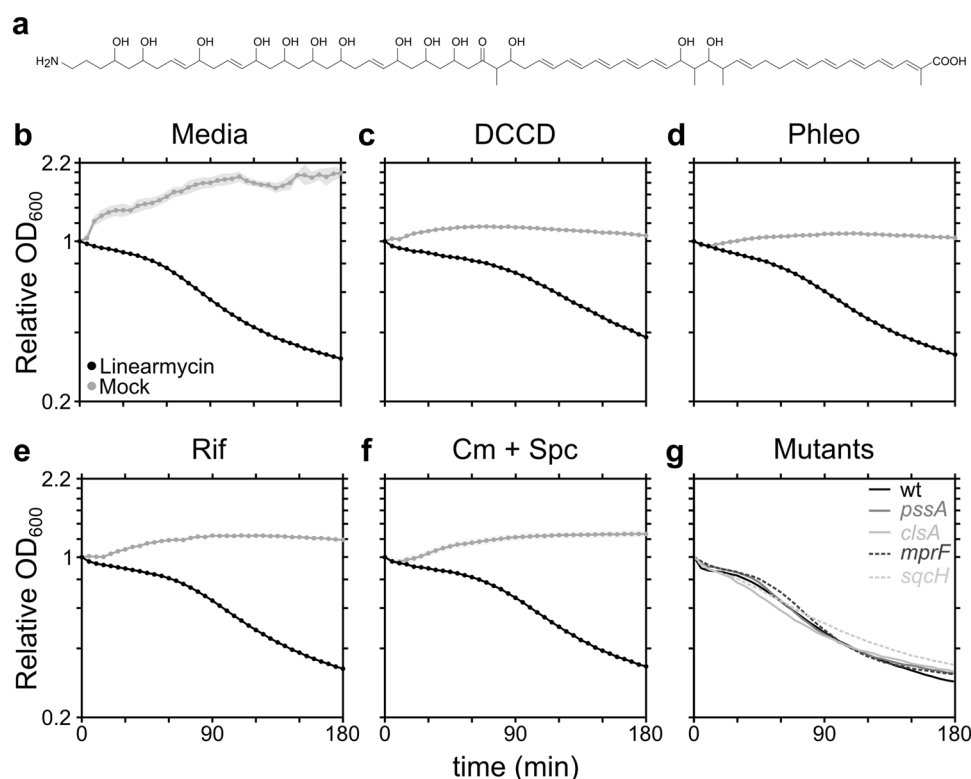 a
OH OH OH OH OH OH OH OH OH OH O OH OH OH
H₂N COOH
b Media c DCCD d Phleo
2.2
1
0.2
Relative OD₆₀₀
Linearmycin
Mock
e Rif f Cm + Spc g Mutants
2.2
1
0.2
Relative OD₆₀₀
wt
pssA
clsA
mprF
sqcH
0 90 180 0 90 180 0 90 180
time (min)